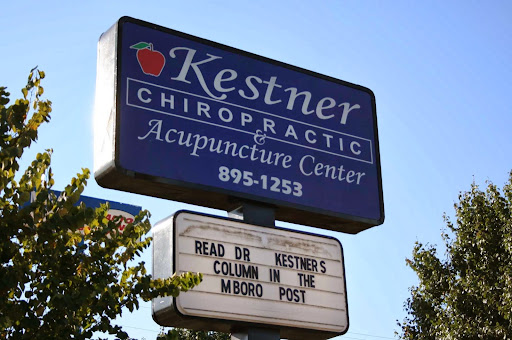 Kestner
CHIROPRACTIC
&
Acupuncture Center
895-1253
READ DR KESTNERS
COLUMN IN THE
MBORO POST